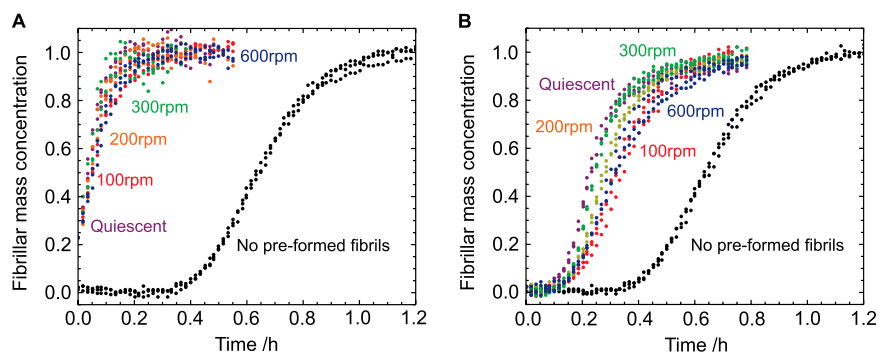 A
Fibrillar mass concentration
1.0
0.8
0.6
0.4
0.2
0.0
600rpm
300rpm
200rpm
100rpm
Quiescent
No pre-formed fibrils
0.0 0.2 0.4 0.6 0.8 1.0 1.2
Time /h
B
Fibrillar mass concentration
1.0
0.8
0.6
0.4
0.2
0.0
300rpm
Quiescent
200rpm
600rpm
100rpm
No pre-formed fibrils
0.0 0.2 0.4 0.6 0.8 1.0 1.2
Time /h